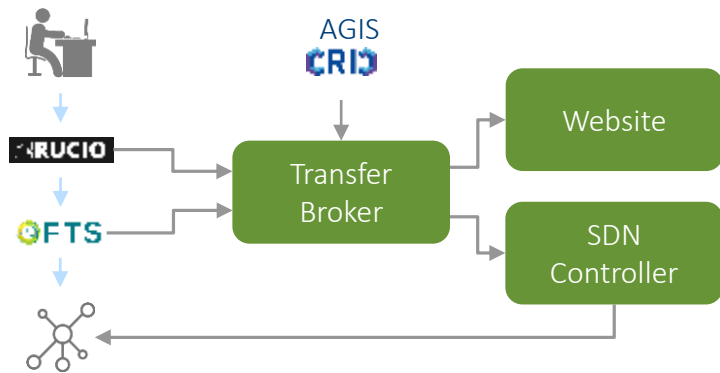 AGIS
CRIC
RUCIO
FTS
Transfer
Broker
Website
SDN
Controller